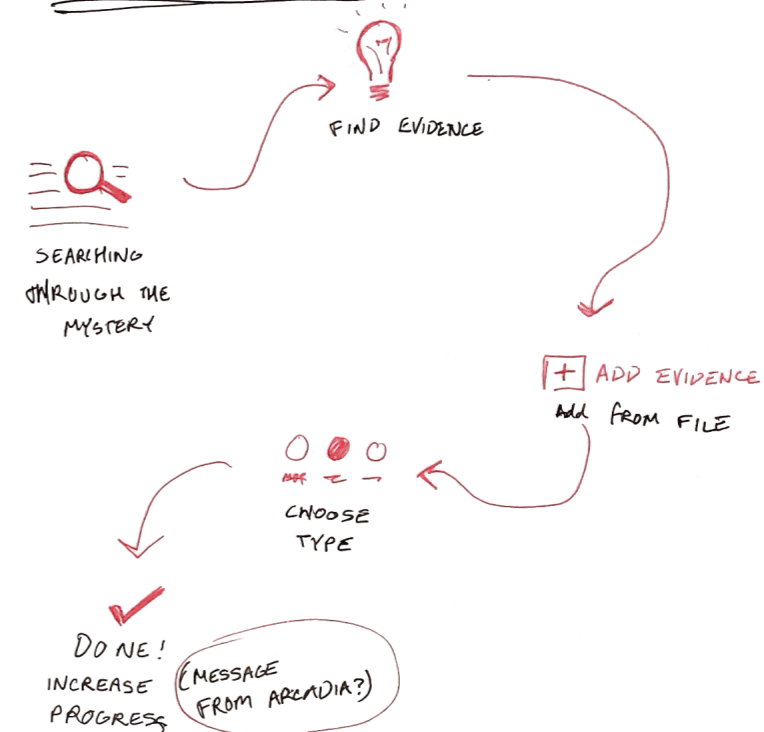 FIND EVIDENCE
SEARCHING
THROUGH THE
MYSTERY
+ ADD EVIDENCE
Add FROM FILE
CHOOSE
TYPE
DONE!
INCREASE
PROGRESS
(MESSAGE
FROM ARCADIA?)